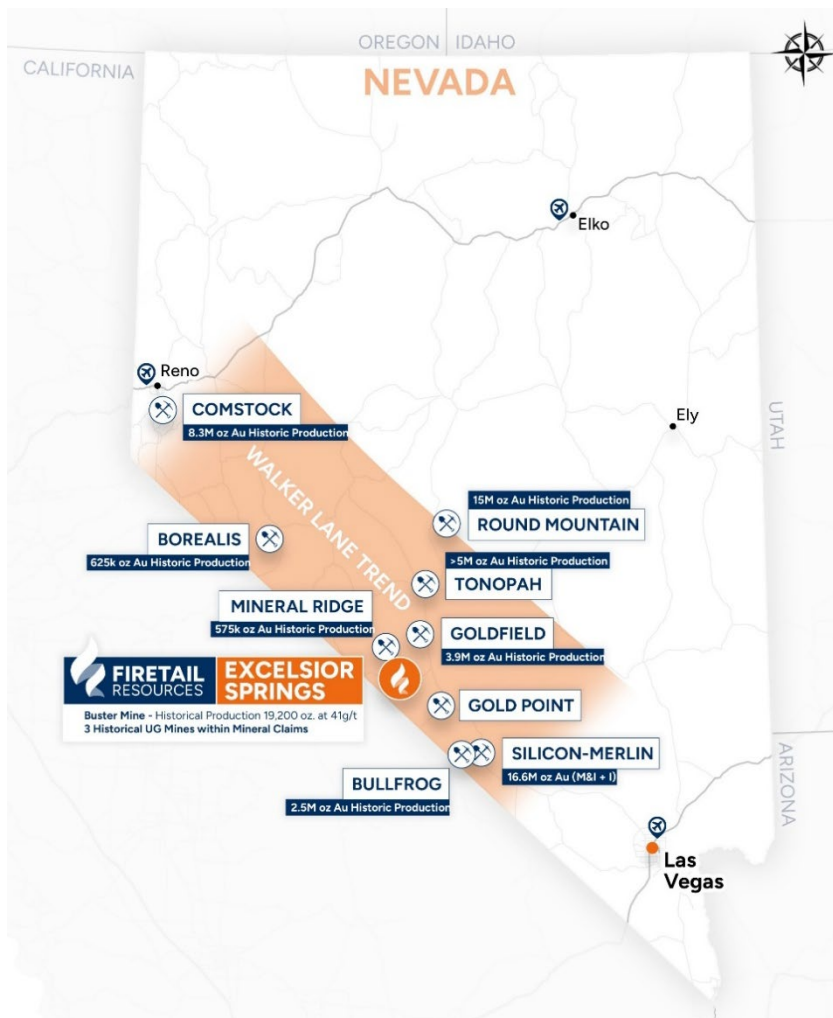 OREGON IDAHO
CALIFORNIA
NEVADA
Elko
Reno
COMSTOCK
8.3M oz Au Historic Production
Ely
UTAH
WALKER LANE TREND
15M oz Au Historic Production
ROUND MOUNTAIN
BOREALIS
625k oz Au Historic Production
>5M oz Au Historic Production
TONOPAH
MINERAL RIDGE
575k oz Au Historic Production
GOLDFIELD
3.9M oz Au Historic Production
FIRETAIL
RESOURCES
EXCELSIOR
SPRINGS
Buster Mine - Historical Production 19,200 oz. at 41g/t
3 Historical UG Mines within Mineral Claims
GOLD POINT
SILICON-MERLIN
16.6M oz Au (M&I + I)
BULLFROG
2.5M oz Au Historic Production
ARIZONA
Las
Vegas